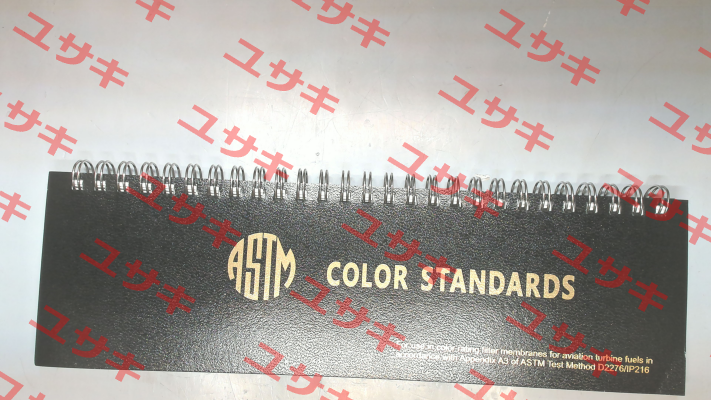 ASTM
COLOR STANDARDS
use in color rating filter membranes for aviation turbine fuels in
accordance with Appendix A3 of ASTM Test Method D2276/IP216
ユサキ